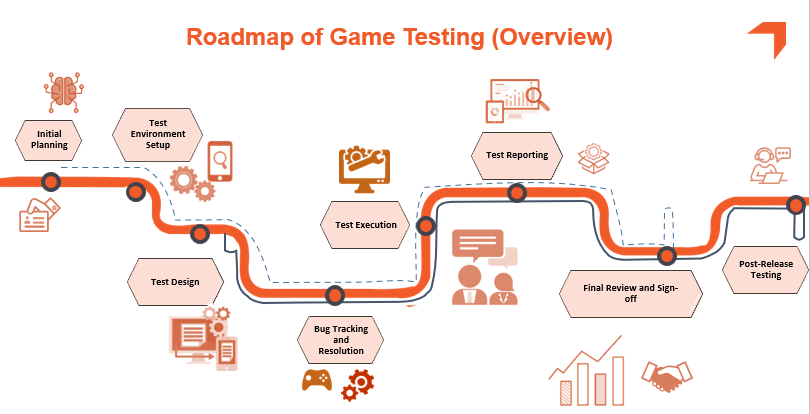 Roadmap of Game Testing (Overview)
Initial
Planning
Test
Environment
Setup
Test Design
Bug Tracking
and
Resolution
Test Execution
Test Reporting
Final Review and Sign-
off
Post-Release
Testing